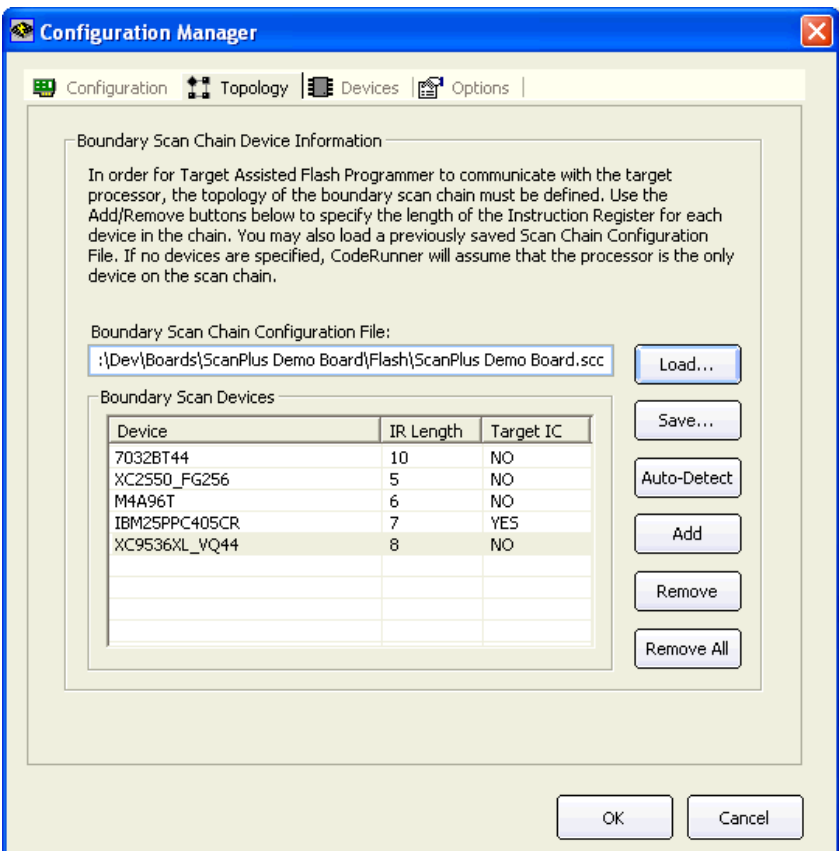 Configuration Manager
Configuration Topology Devices Options
Boundary Scan Chain Device Information
In order for Target Assisted Flash Programmer to communicate with the target
processor, the topology of the boundary scan chain must be defined. Use the
Add/Remove buttons below to specify the length of the Instruction Register for each
device in the chain. You may also load a previously saved Scan Chain Configuration
File. If no devices are specified, CodeRunner will assume that the processor is the only
device on the scan chain.
Boundary Scan Chain Configuration File:
:\Dev\Boards\ScanPlus Demo Board\Flash\ScanPlus Demo Board.scc
Load...
Boundary Scan Devices
Save...
Device IR Length Target IC
7032BT44 10 NO
XC2S50_FG256 5 NO
Auto-Detect
M4A96T 6 NO
IBM25PPC405CR 7 YES
Add
XC9536XL_VQ44 8 NO
Remove
Remove All
OK Cancel